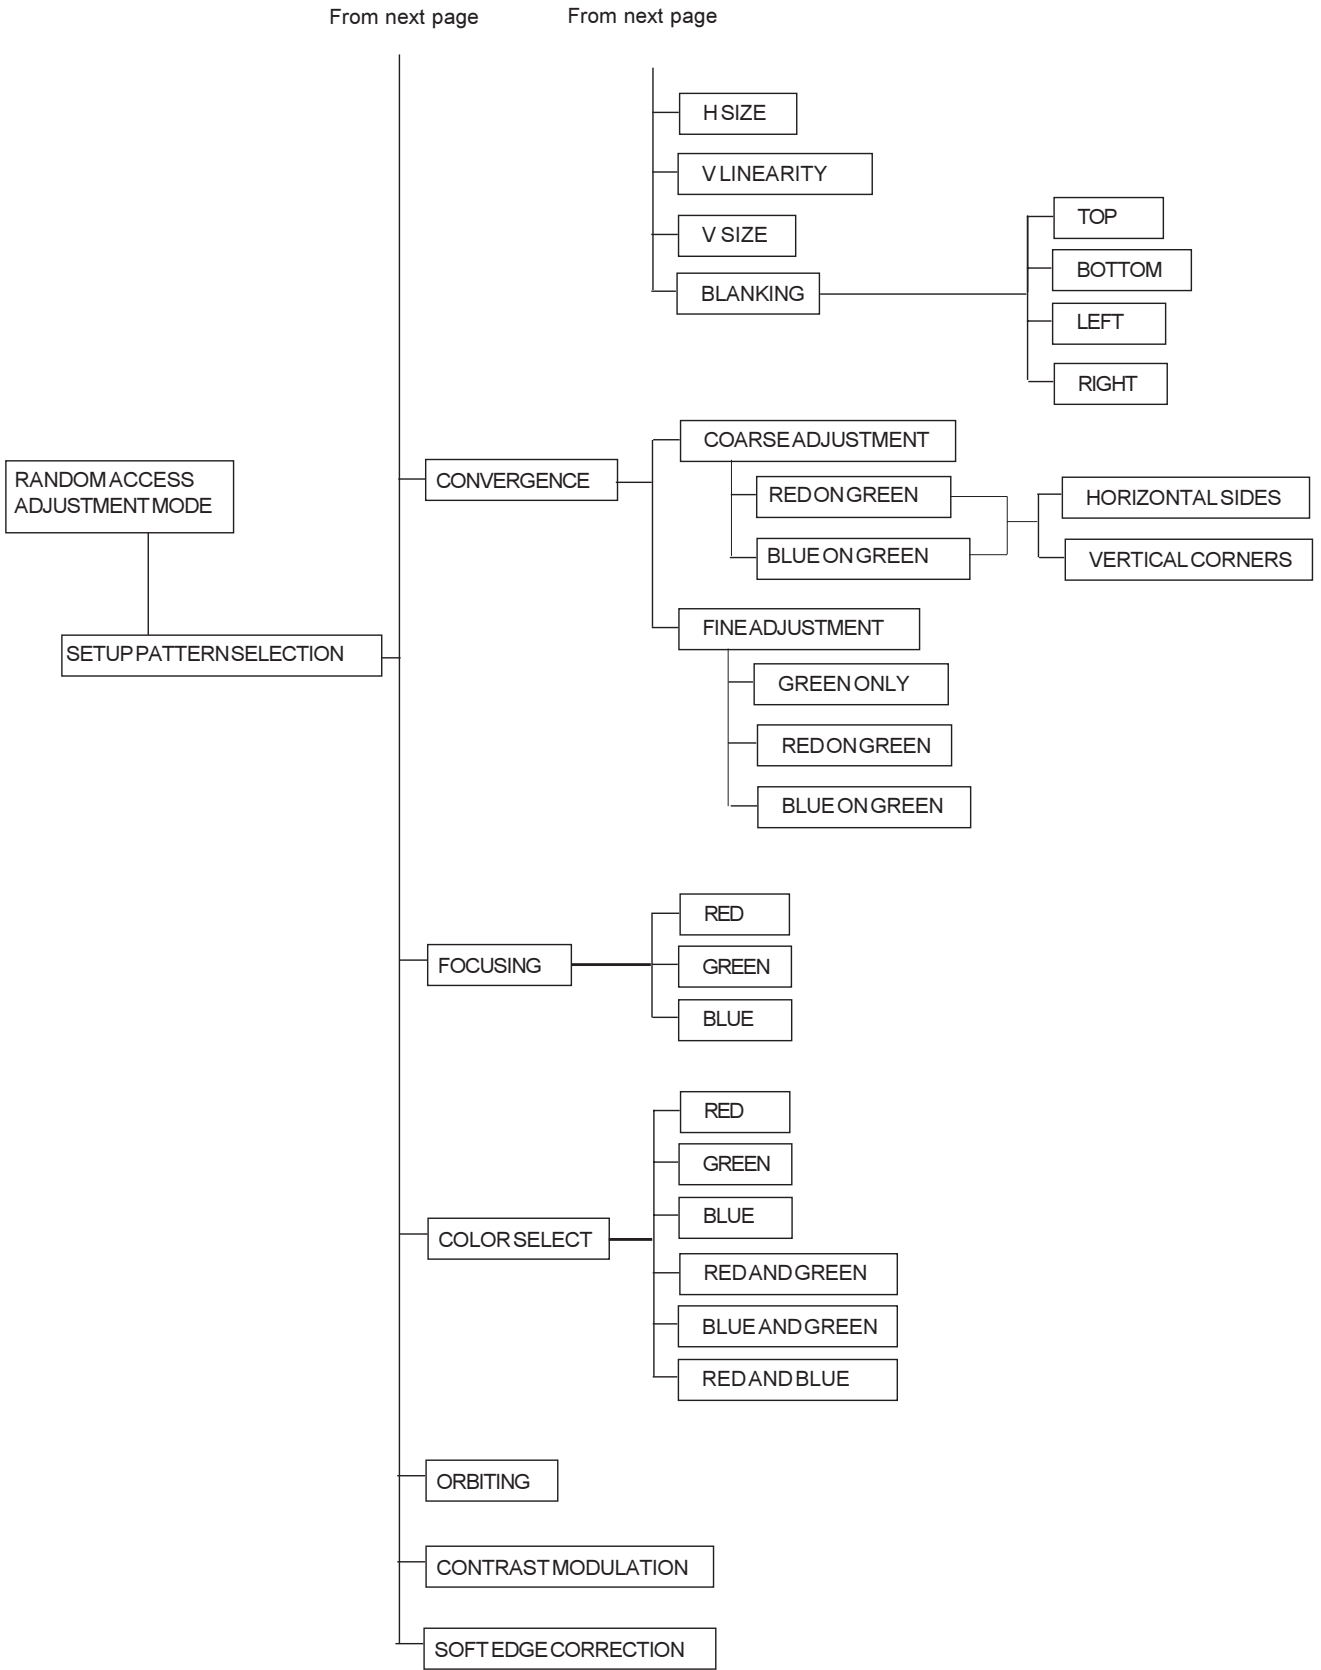 From next page
From next page
H SIZE
V LINEARITY
V SIZE
BLANKING
TOP
BOTTOM
LEFT
RIGHT
RANDOM ACCESS
ADJUSTMENT MODE
SETUP PATTERN SELECTION
CONVERGENCE
COARSE ADJUSTMENT
RED ON GREEN
BLUE ON GREEN
HORIZONTAL SIDES
VERTICAL CORNERS
FINE ADJUSTMENT
GREEN ONLY
RED ON GREEN
BLUE ON GREEN
FOCUSING
RED
GREEN
BLUE
COLOR SELECT
RED
GREEN
BLUE
RED AND GREEN
BLUE AND GREEN
RED AND BLUE
ORBITING
CONTRAST MODULATION
SOFT EDGE CORRECTION